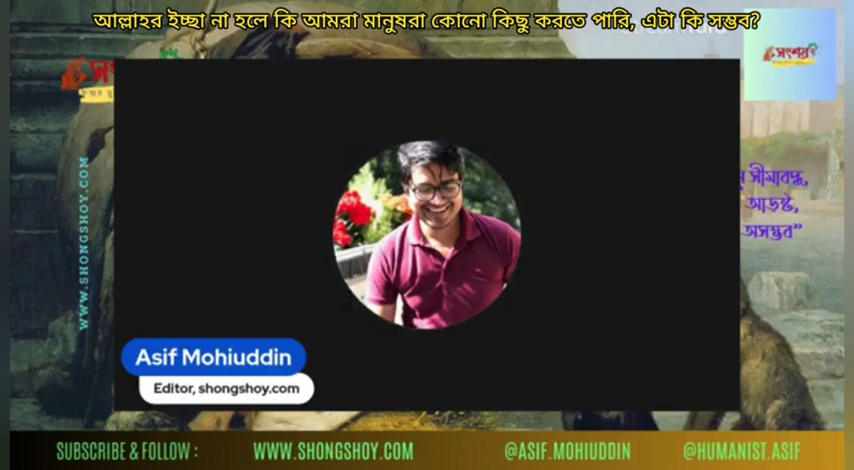 আল্লাহর ইচ্ছা না হলে কি আমরা মানুষরা কোনো কিছু করতে পারি, এটা কি সম্ভব?
সংশয়
WWW.SHONGSHOY.COM
সীমাবদ্ধ,
আড়ষ্ট,
অসম্ভব”
Asif Mohiuddin
Editor, shongshoy.com
SUBSCRIBE & FOLLOW :
WWW.SHONGSHOY.COM
@ASIF.MOHIUDDIN
@HUMANIST.ASIF